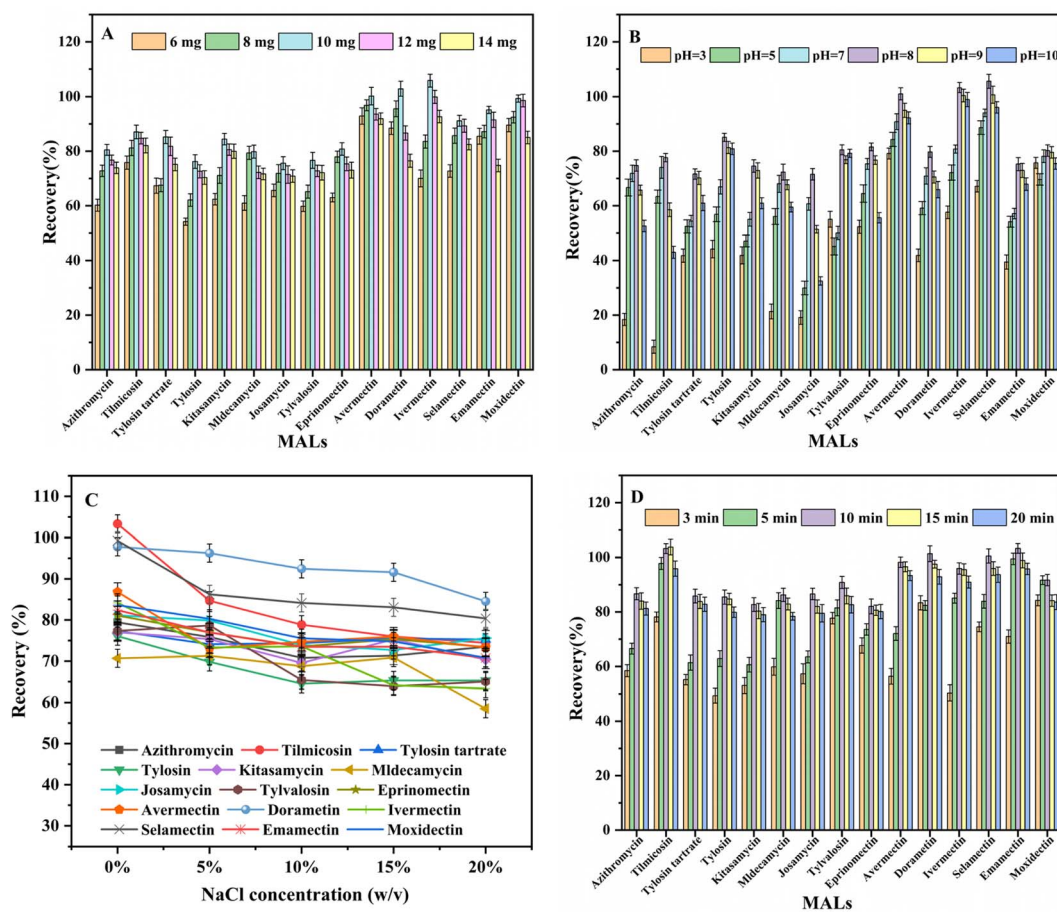 A
6 mg 8 mg 10 mg 12 mg 14 mg
Recovery(%)
120
100
80
60
40
20
0
Azithromycin
Tilmicosin
Tylosin tartrate
Tylosin
Kitasamycin
MIdecamycin
Josamycin
Tylvalosin
Eprinomectin
Avermectin
Doramectin
Ivermectin
Selamectin
Emamectin
Moxidectin
MALs
B
pH=3 pH=5 pH=7 pH=8 pH=9 pH=10
Recovery(%)
120
100
80
60
40
20
0
Azithromycin
Tilmicosin
Tylosin tartrate
Tylosin
Kitasamycin
MIdecamycin
Josamycin
Tylvalosin
Eprinomectin
Avermectin
Dorametin
Ivermectin
Selamectin
Emamectin
Moxidectin
MALs
C
Recovery (%)
110
100
90
80
70
60
50
40
30
Azithromycin Tilmicosin Tylosin tartrate
Tylosin Kitasamycin MIdecamycin
Josamycin Tylvalosin Eprinomectin
Avermectin Dorametin Ivermectin
Selamectin Emamectin Moxidectin
0% 5% 10% 15% 20%
NaCl concentration (w/v)
D
3 min 5 min 10 min 15 min 20 min
Recovery (%)
120
100
80
60
40
20
0
Azithromycin
Tilmicosin
Tylosin tartrate
Tylosin
Kitasamycin
MIdecamycin
Josamycin
Tylvalosin
Eprinomectin
Avermectin
Dorametin
Ivermectin
Selamectin
Emamectin
Moxidectin
MALs